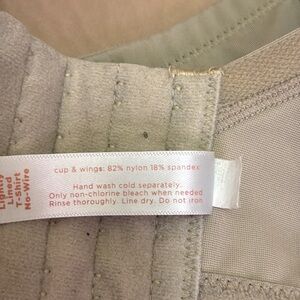 Lightly
Lined
T-Shirt
No-Wire
cup & wings: 82% nylon 18% spandex
Hand wash cold separately.
Only non-chlorine bleach when needed
Rinse thoroughly. Line dry. Do not iron